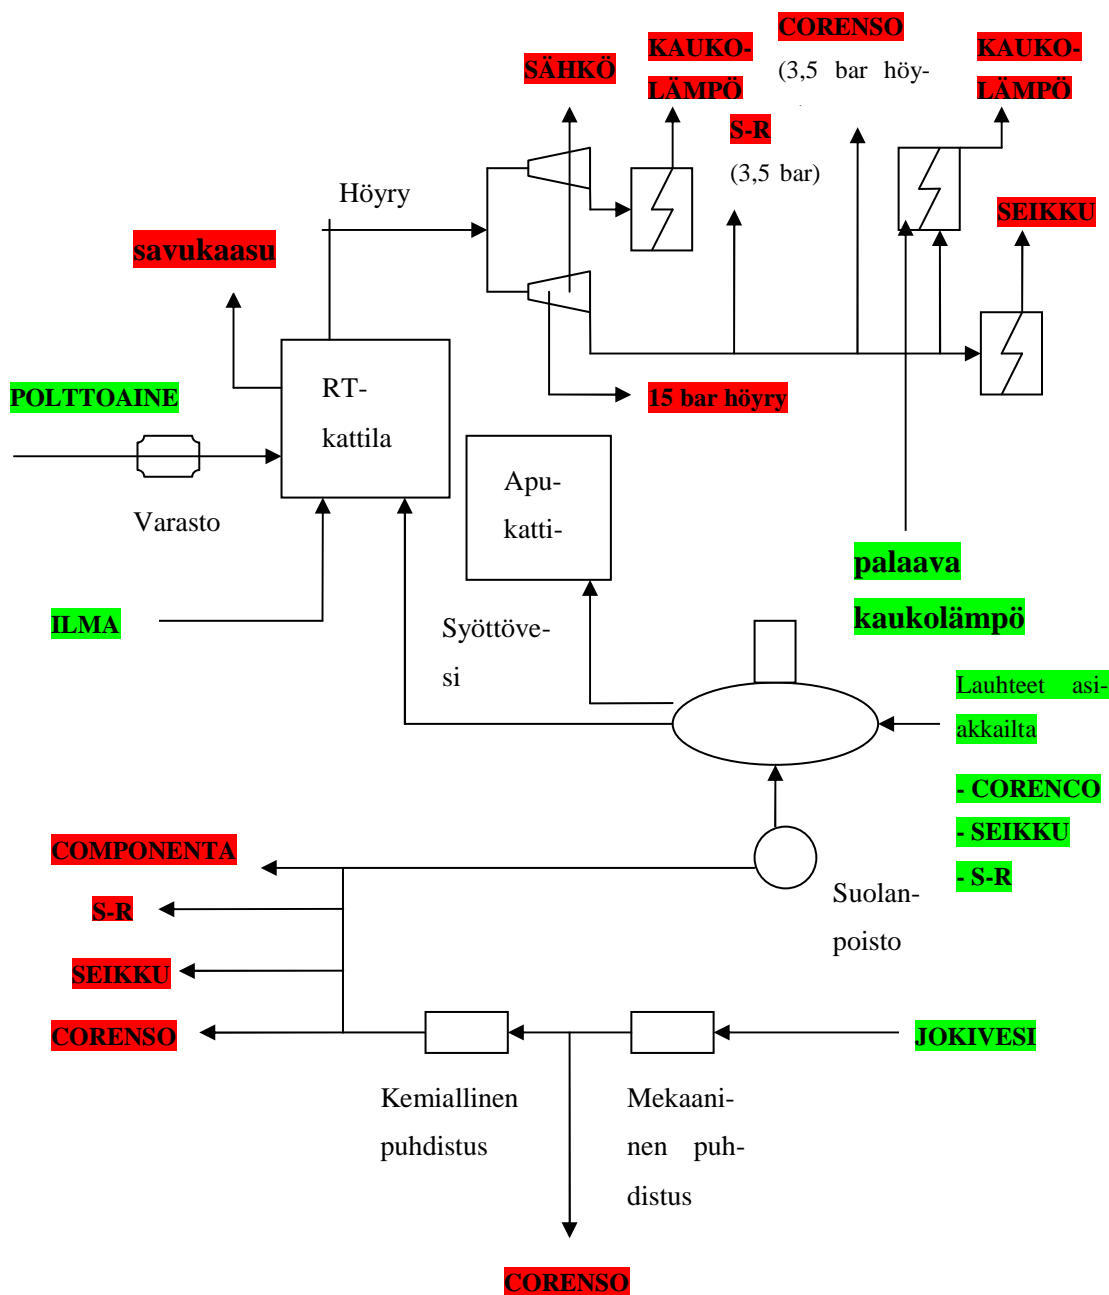 CORENSO
(3,5 bar höy-
KAUKO-
LÄMPÖ
KAUKO-
LÄMPÖ
SÄHKÖ
S-R
(3,5 bar)
Höyry
SEIKKU
savukaasu
POLTTOAINE
RT-
kattila
15 bar höyry
Varasto
Apu-
katti-
palaava
kaukolämpö
ILMA
Syöttöve-
si
Lauhteet asi-
akkailta
- CORENCO
- SEIKKU
- S-R
COMPONENTA
S-R
SEIKKU
CORENSO
Suolan-
poisto
JOKIVESI
Kemiallinen
puhdistus
Mekaani-
nen puh-
distus
CORENSO